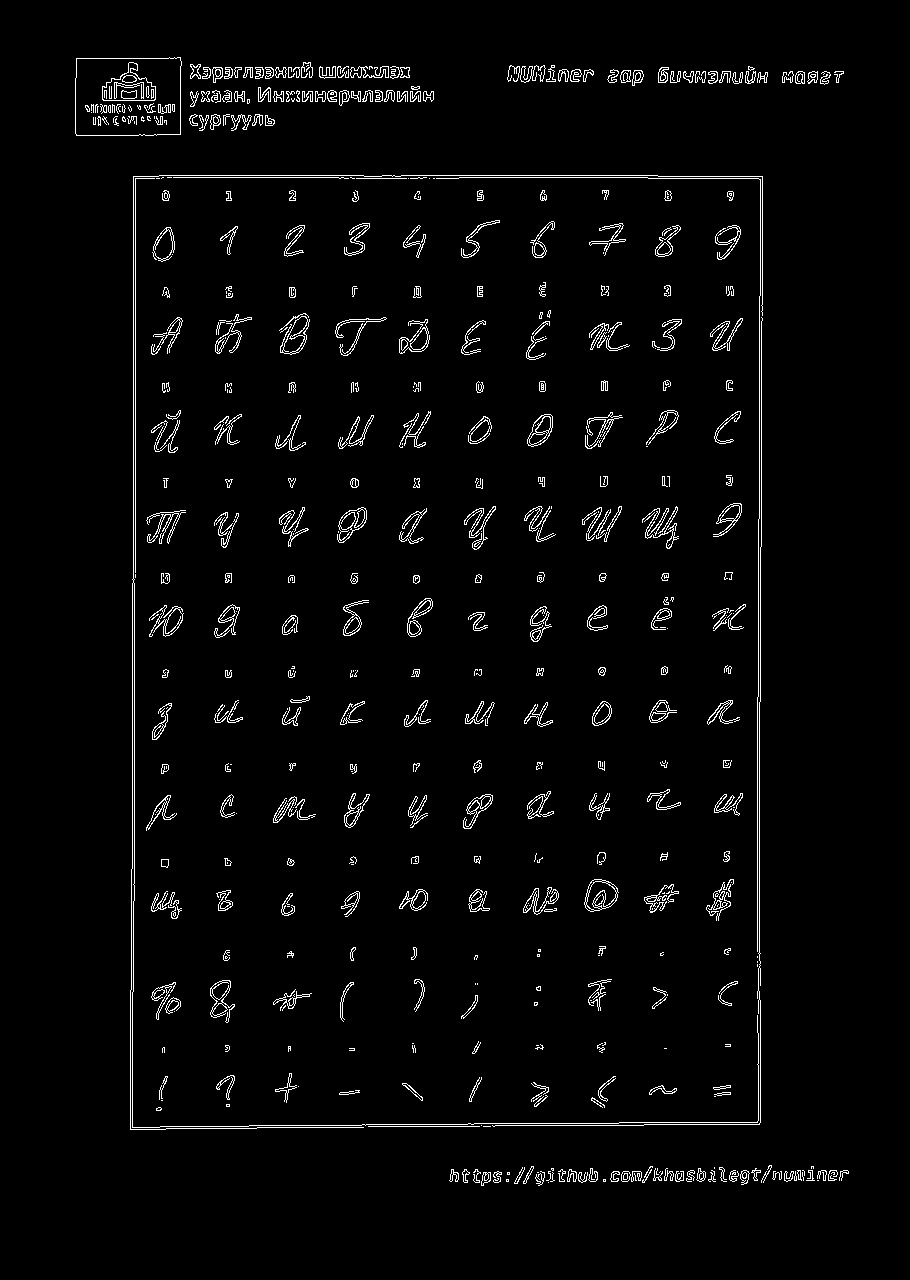 Хэрэглээний шинжлэх
ухаан, Инжинерчлэлийн
сургууль
NUMiner гар бичмэлийн маягт
0 1 2 3 4 5 6 7 8 9
0 1 2 3 4 5 6 7 8 9
А Б В Г Д Е Ё Ж З И
А Б В Г Д Е Ё Ж З И
Й К Л М Н О Ө П Р С
Й К Л М Н О Ө П Р С
Т У Ү Ф Х Ц Ч Ш Щ Э
Т У Ү Ф Х Ц Ч Ш Щ Э
Ю Я а б в г д е ё ж
Ю Я а б в г д е ё ж
з и й к л м н о ө п
з и й к л м н о ө п
р с т у ү ф х ц ч ш
р с т у ү ф х ц ч ш
щ ъ ь э ю я № @ # $
щ ъ ь э ю я № @ # $
& * ( ) ; : ₮
% & * ( ) ; : ₮ > <
! ? + - \ /
! ? + - \ / ≥ ≤ ~ =
https://github.com/khasbilegt/numiner